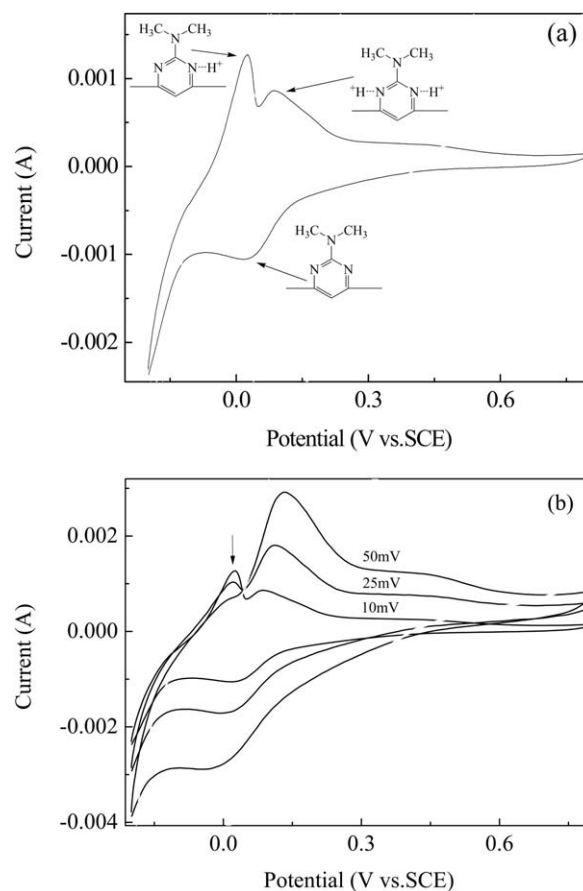 (a)
H₃C CH₃
N
N N--H⁺
H₃C CH₃
N
⁺H--N N--H⁺
H₃C CH₃
N
N N
0.001
0.000
-0.001
-0.002
Current (A)
0.0 0.3 0.6
Potential (V vs.SCE)
(b)
50mV
25mV
10mV
0.002
0.000
-0.002
-0.004
Current (A)
0.0 0.3 0.6
Potential (V vs.SCE)